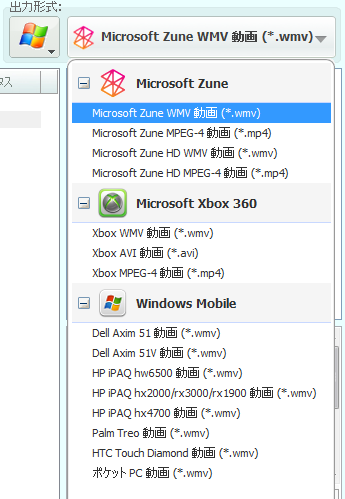 出力形式:
Microsoft Zune WMV 動画 (*.wmv)
タス
Microsoft Zune
Microsoft Zune WMV 動画 (*.wmv)
Microsoft Zune MPEG-4 動画 (*.mp4)
Microsoft Zune HD WMV 動画 (*.wmv)
Microsoft Zune HD MPEG-4 動画 (*.mp4)
Microsoft Xbox 360
Xbox WMV 動画 (*.wmv)
Xbox AVI 動画 (*.avi)
Xbox MPEG-4 動画 (*.mp4)
Windows Mobile
Dell Axim 51 動画 (*.wmv)
Dell Axim 51V 動画 (*.wmv)
HP iPAQ hw6500 動画 (*.wmv)
HP iPAQ hx2000/rx3000/rx1900 動画 (*.wmv)
HP iPAQ hx4700 動画 (*.wmv)
Palm Treo 動画 (*.wmv)
HTC Touch Diamond 動画 (*.wmv)
ポケット PC 動画 (*.wmv)